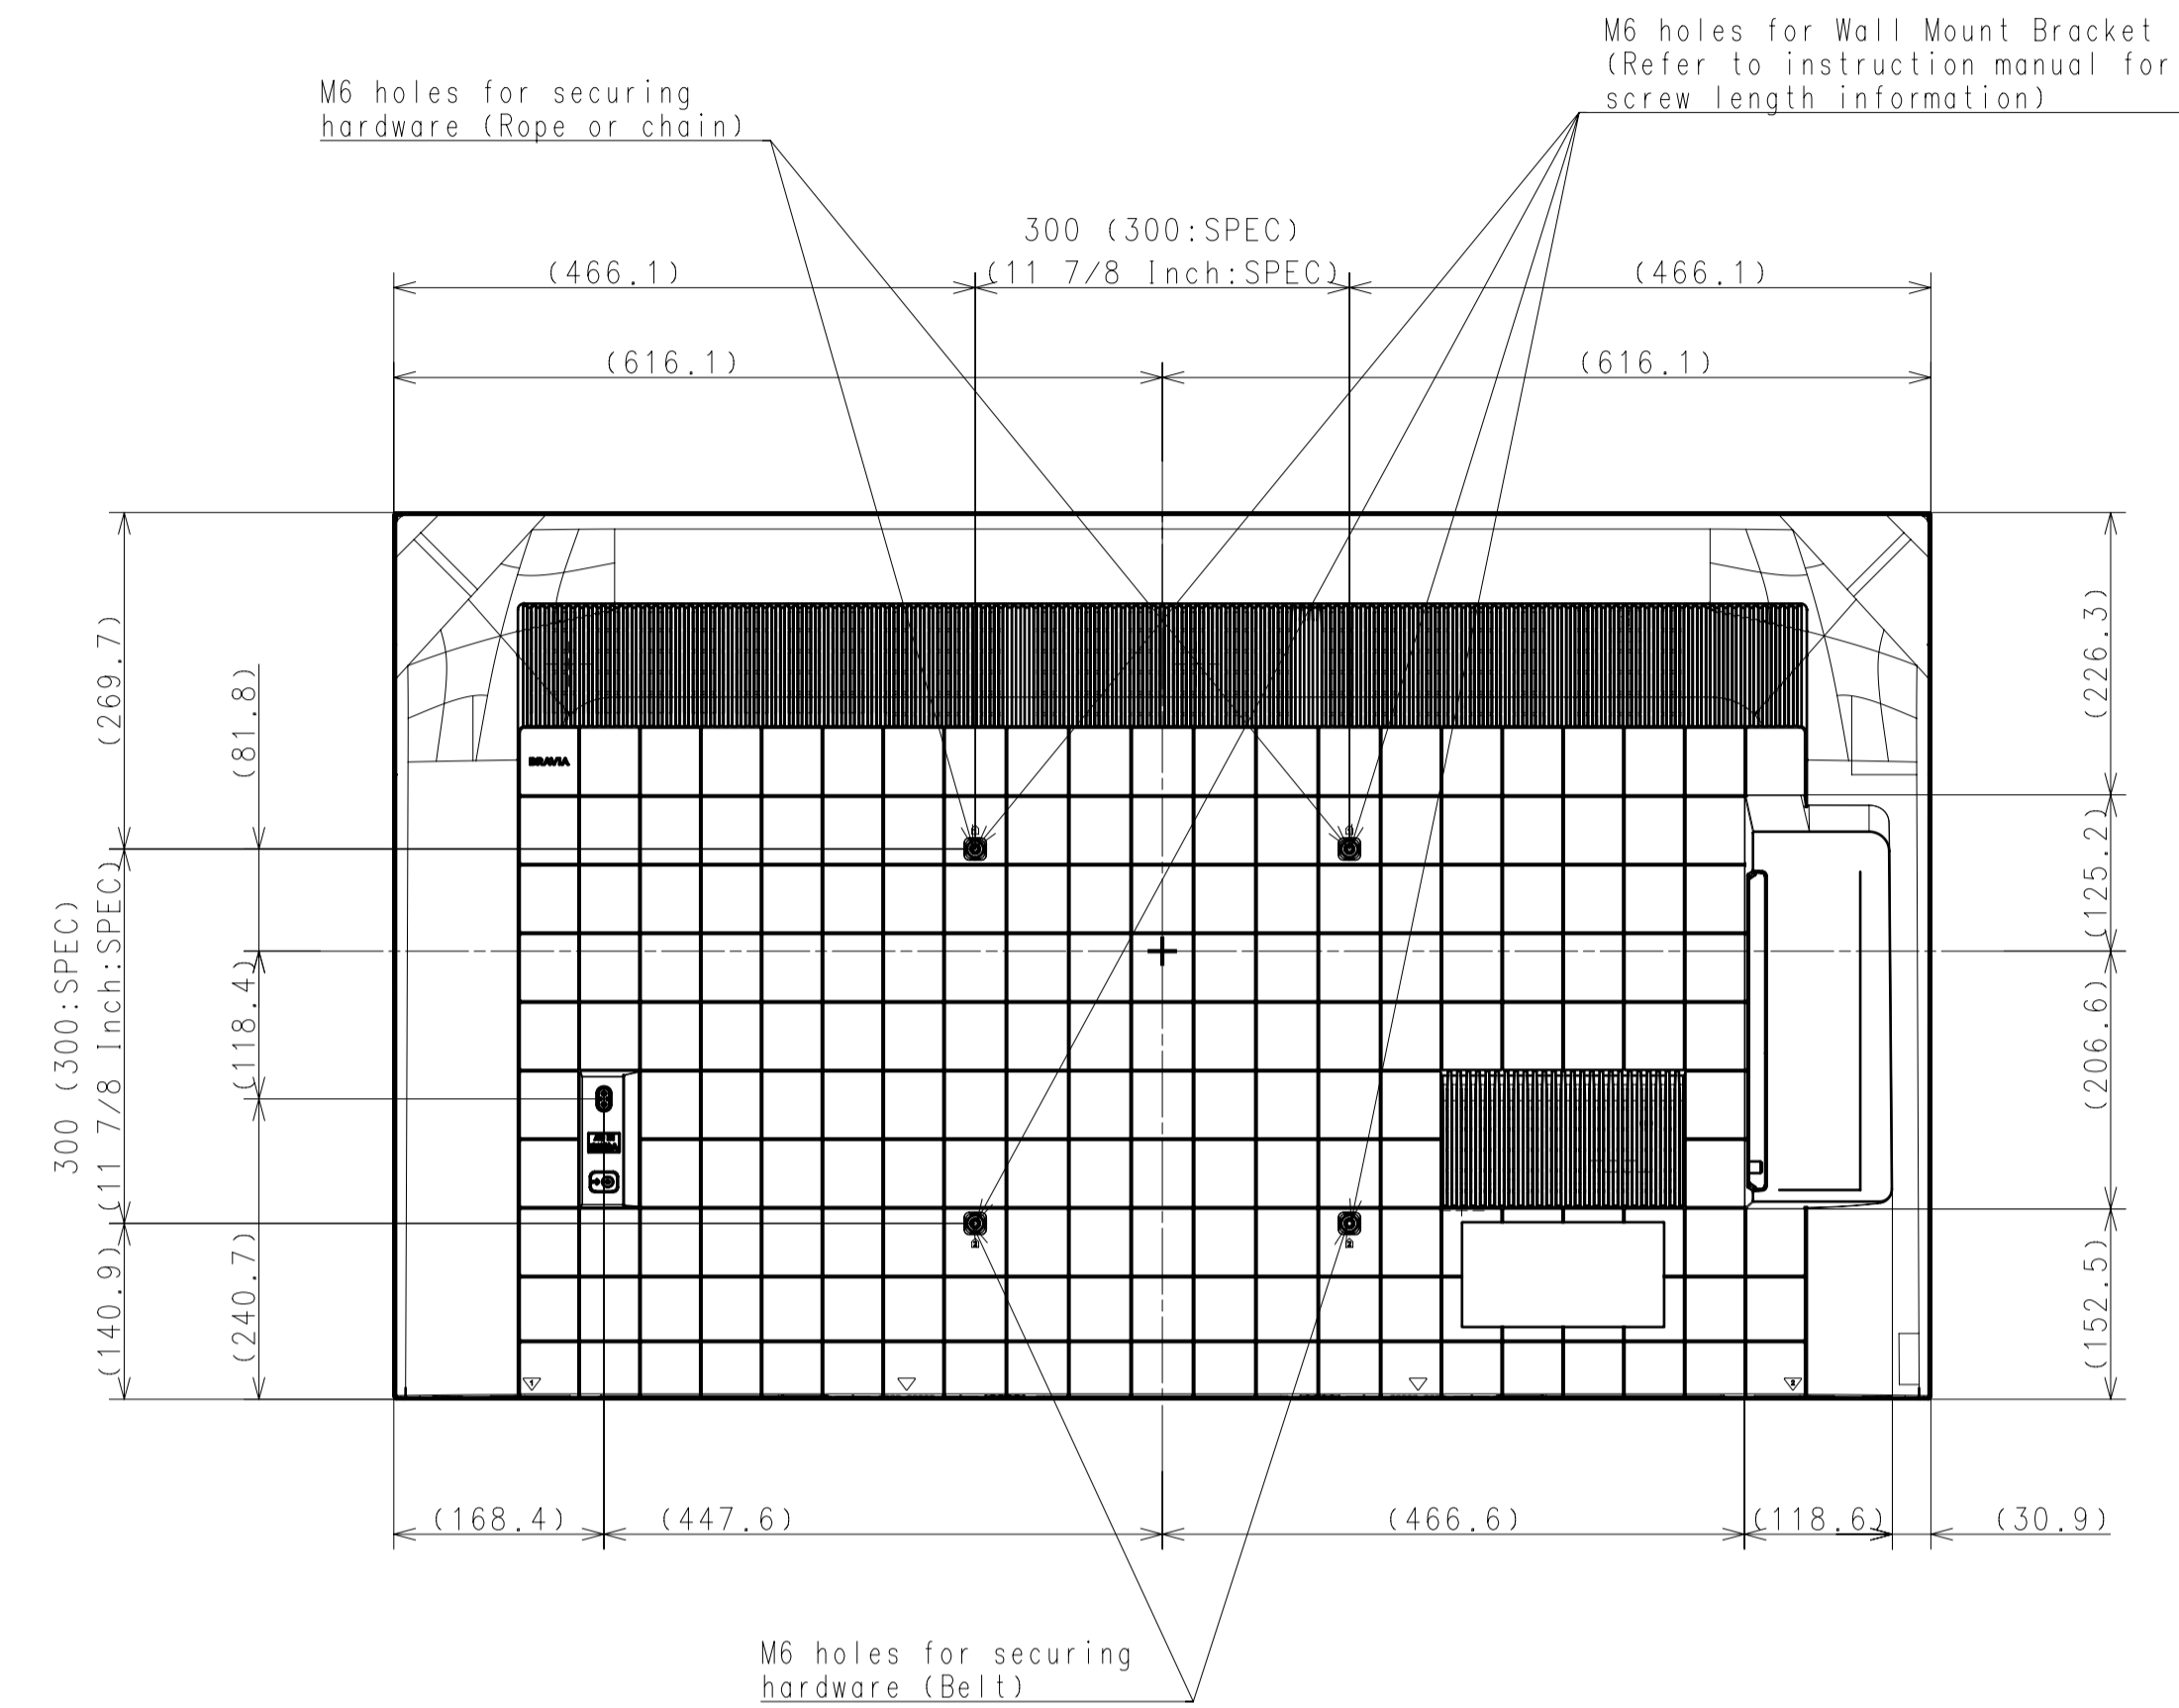 M6 holes for Wall Mount Bracket
(Refer to instruction manual for
screw length information)
M6 holes for securing
hardware (Rope or chain)
300 (300:SPEC)
(466.1)
(11 7/8 Inch:SPEC)
(466.1)
(616.1)
(616.1)
(269.7)
(81.8)
(226.3)
BRAVIA
300 (300:SPEC)
(11 7/8 Inch:SPEC)
(118.4)
(125.2)
(206.6)
(140.9)
(240.7)
(152.5)
1
2
(168.4)
(447.6)
(466.6)
(118.6)
(30.9)
M6 holes for securing
hardware (Belt)